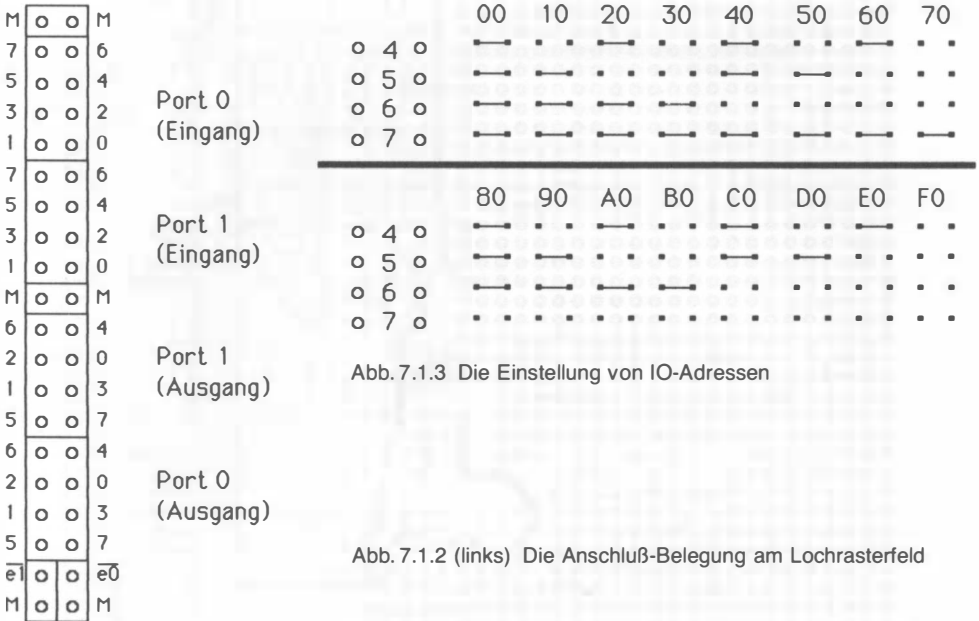 M M
7 6
5 4
3 2
1 0
7 6
5 4
3 2
1 0
M M
6 4
2 0
1 3
5 7
6 4
2 0
1 3
5 7
e1 e0
M M
Port 0
(Eingang)
Port 1
(Eingang)
Port 1
(Ausgang)
Port 0
(Ausgang)
00 10 20 30 40 50 60 70
4
5
6
7
80 90 A0 B0 C0 D0 E0 F0
4
5
6
7
Abb. 7.1.3 Die Einstellung von IO-Adressen
Abb. 7.1.2 (links) Die Anschluß-Belegung am Lochrasterfeld